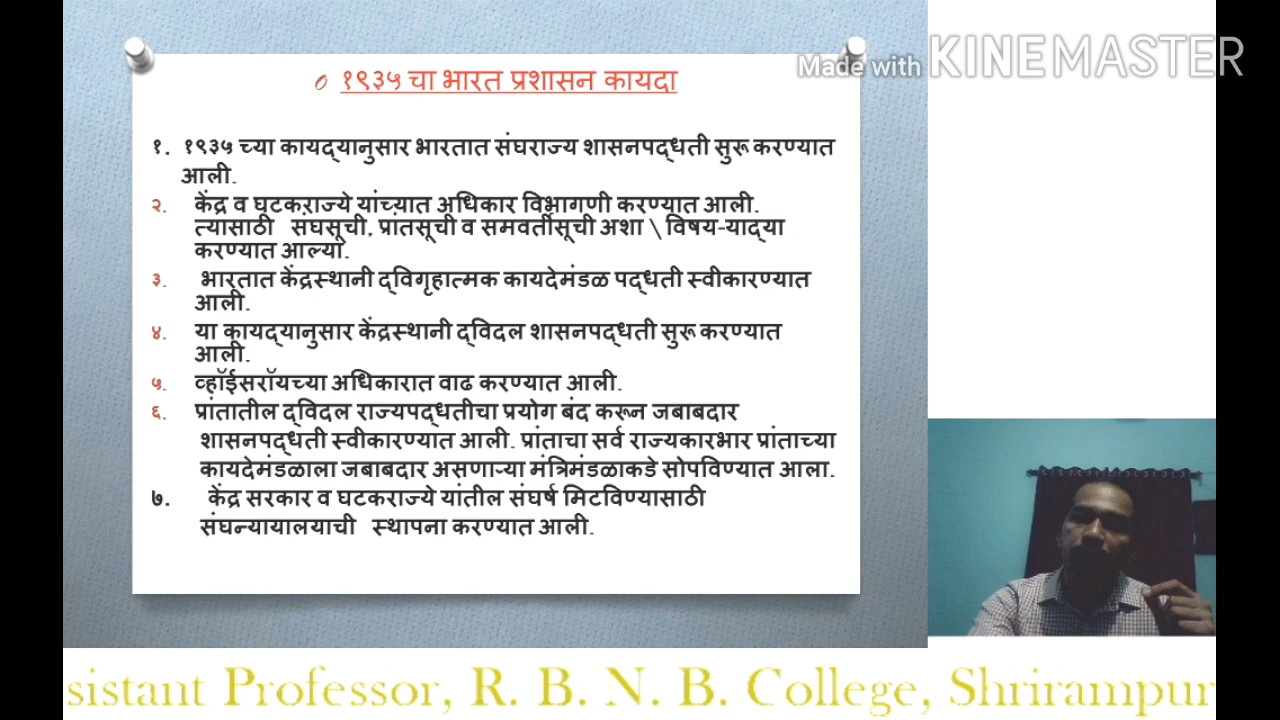 Made with KINEMASTER
१९३५ चा भारत प्रशासन कायदा
१. १९३५ च्या कायद्यानुसार भारतात संघराज्य शासनपद्धती सुरू करण्यात
आली.
२. केंद्र व घटकराज्ये यांच्यात अधिकार विभागणी करण्यात आली.
त्यासाठी संघसूची, प्रांतसूची व समवर्तीसूची अशा \ विषय-याद्या
करण्यात आल्या.
३. भारतात केंद्रस्थानी द्विगृहात्मक कायदेमंडळ पद्धती स्वीकारण्यात
आली.
४. या कायद्यानुसार केंद्रस्थानी द्विदल शासनपद्धती सुरू करण्यात
आली.
५. व्हॉईसरॉयच्या अधिकारात वाढ करण्यात आली.
६. प्रांतातील द्विदल राज्यपद्धतीचा प्रयोग बंद करून जबाबदार
शासनपद्धती स्वीकारण्यात आली. प्रांताचा सर्व राज्यकारभार प्रांताच्या
कायदेमंडळाला जबाबदार असणाऱ्या मंत्रिमंडळाकडे सोपविण्यात आला.
७. केंद्र सरकार व घटकराज्ये यांतील संघर्ष मिटविण्यासाठी
संघन्यायालयाची स्थापना करण्यात आली.
sistant Professor, R. B. N. B. College, Shrirampur